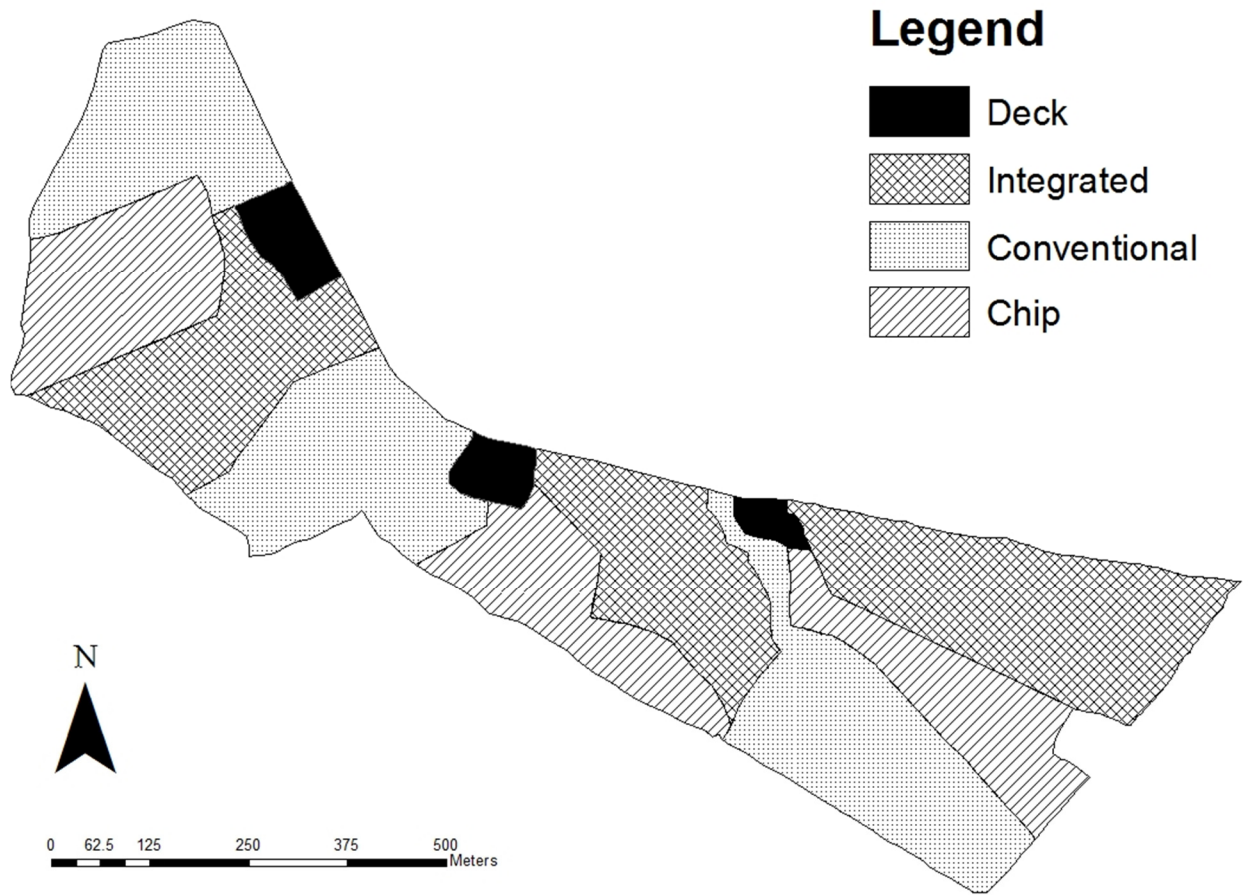 Legend
Deck
Integrated
Conventional
Chip
N
0 62.5 125 250 375 500
Meters